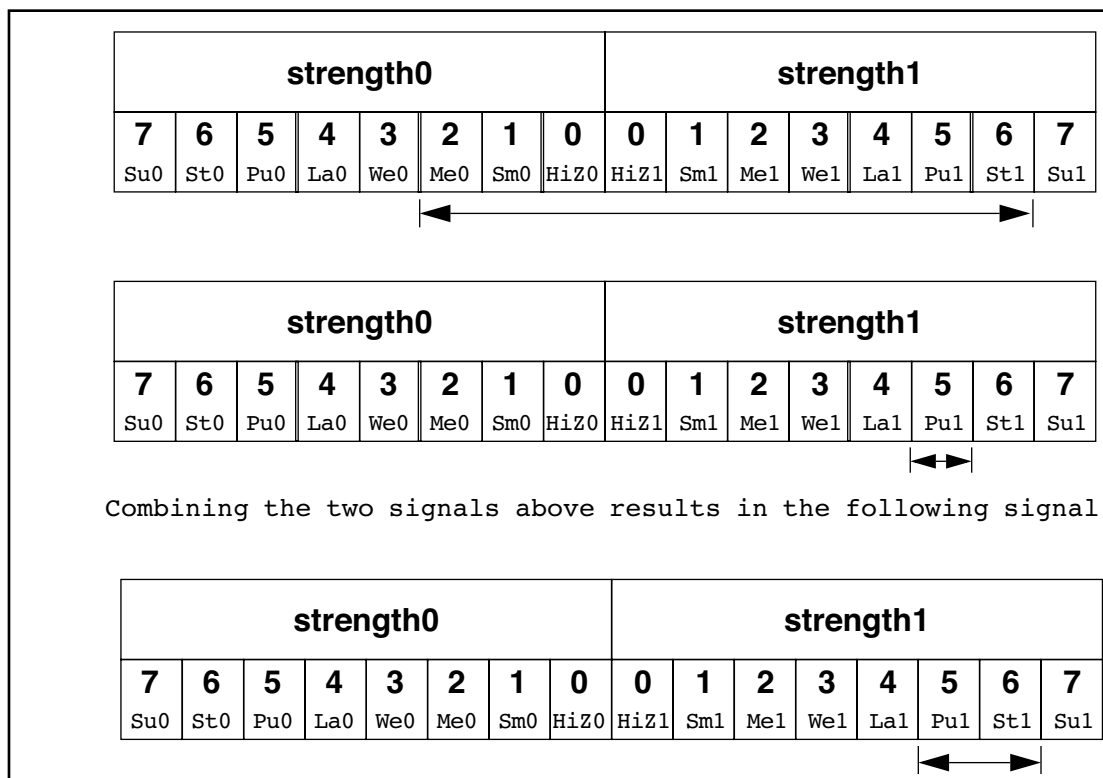 strength0 strength1
7 6 5 4 3 2 1 0 0 1 2 3 4 5 6 7
Su0 St0 Pu0 La0 We0 Me0 Sm0 HiZ0 HiZ1 Sm1 Me1 We1 La1 Pu1 St1 Su1
strength0 strength1
7 6 5 4 3 2 1 0 0 1 2 3 4 5 6 7
Su0 St0 Pu0 La0 We0 Me0 Sm0 HiZ0 HiZ1 Sm1 Me1 We1 La1 Pu1 St1 Su1
Combining the two signals above results in the following signal
strength0 strength1
7 6 5 4 3 2 1 0 0 1 2 3 4 5 6 7
Su0 St0 Pu0 La0 We0 Me0 Sm0 HiZ0 HiZ1 Sm1 Me1 We1 La1 Pu1 St1 Su1